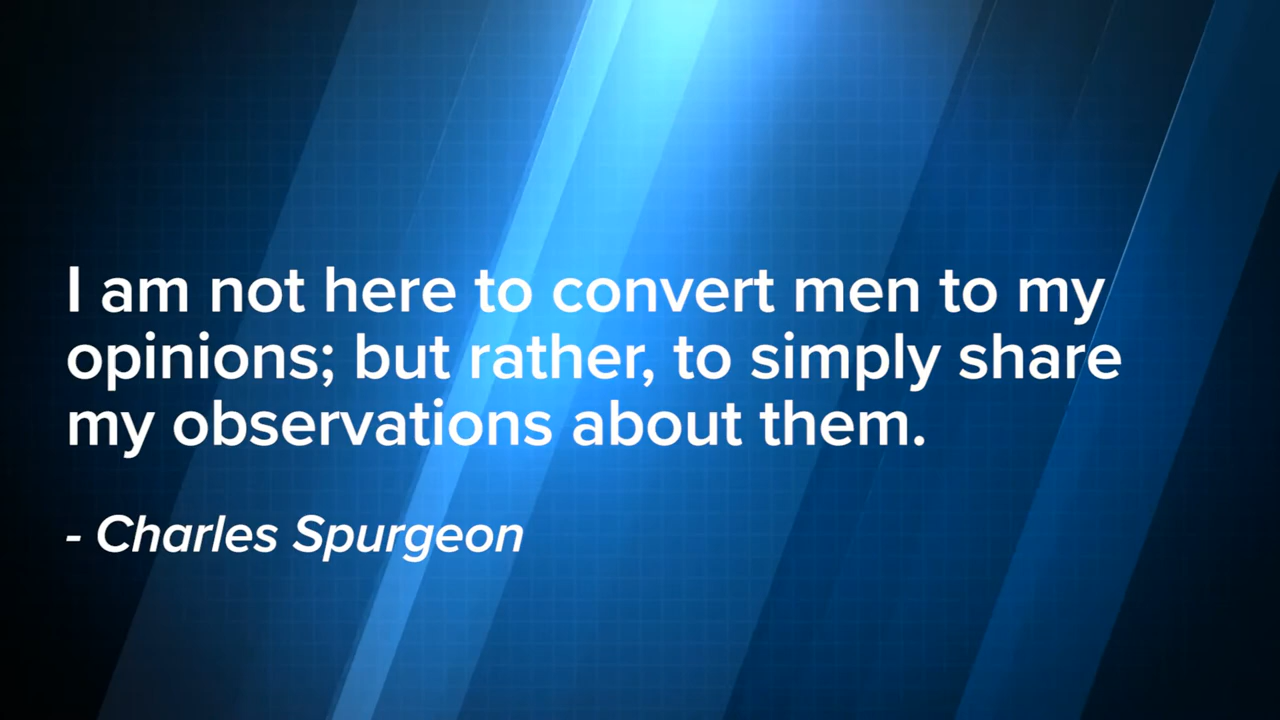 I am not here to convert men to my
opinions; but rather, to simply share
my observations about them.
- Charles Spurgeon